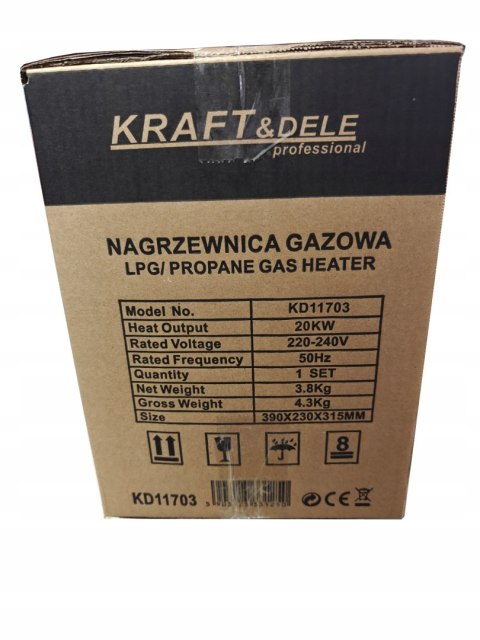 KRAFT&DELE
professional
NAGRZEWNICA GAZOWA
LPG/ PROPANE GAS HEATER
Model No. KD11703
Heat Output 20KW
Rated Voltage 220-240V
Rated Frequency 50Hz
Quantity 1 SET
Net Weight 3.8Kg
Gross Weight 4.3Kg
Size 390X230X315MM
8
KD11703
CE